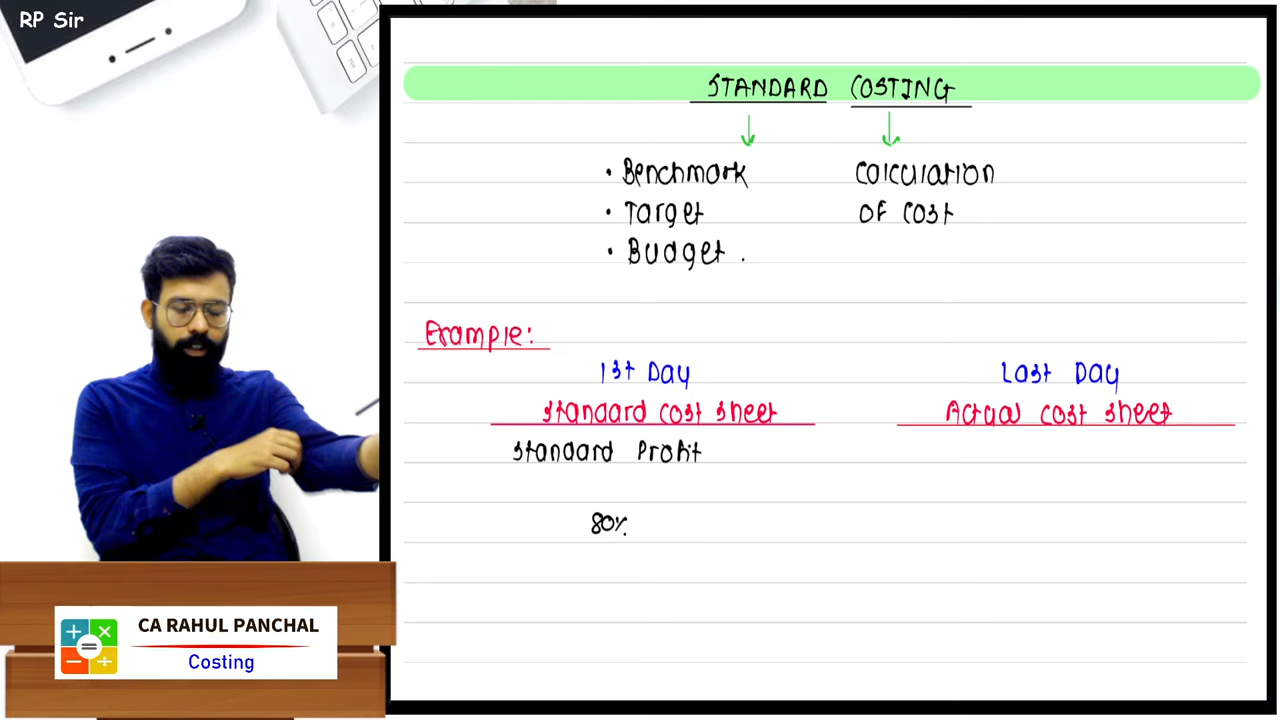 RP Sir
STANDARD COSTING
• Benchmark Calculation
• Target OF COST
• Budget .
Example:
1st Day Last Day
Standard cost sheet Actual cost sheet
Standard Profit
80%
CA RAHUL PANCHAL
Costing